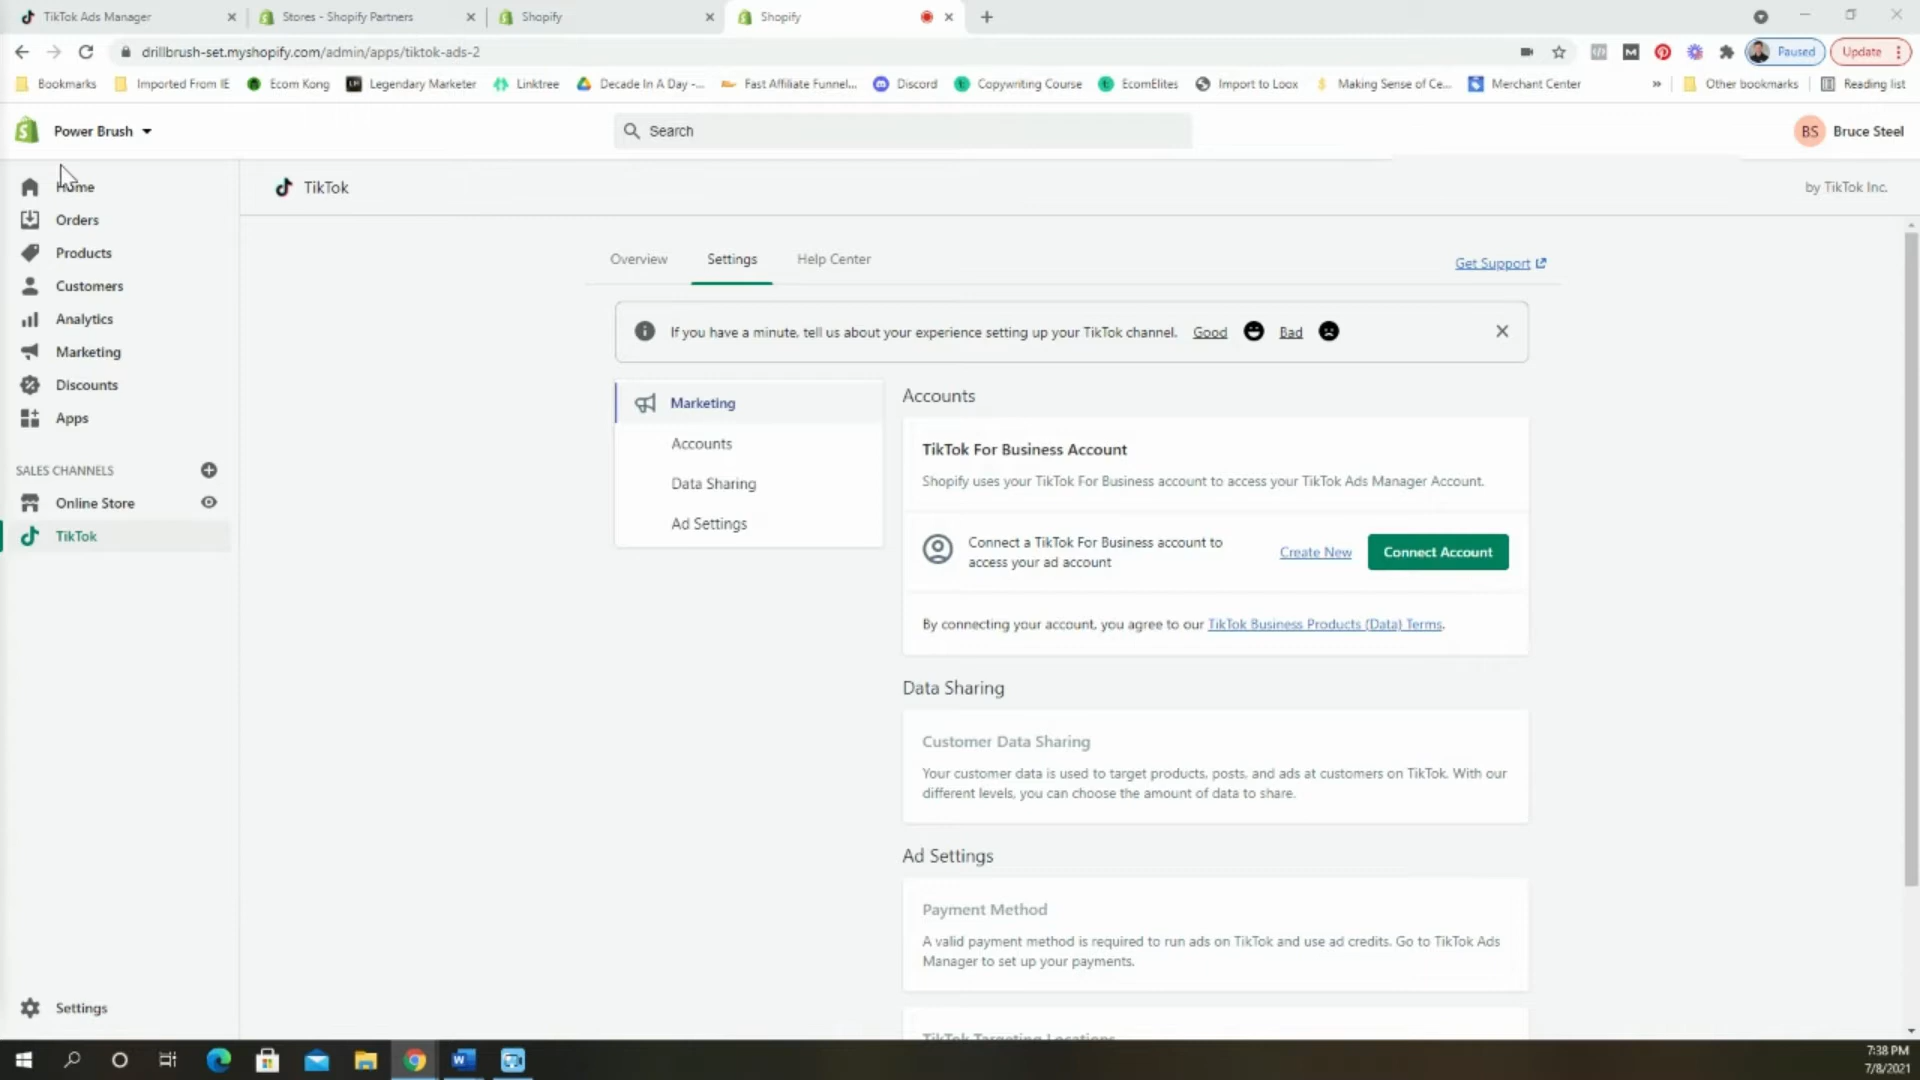 TikTok Ads Manager
Stores - Shopify Partners
Shopify
Shopify
drillbrush-set.myshopify.com/admin/apps/tiktok-ads-2
Paused
Update
Bookmarks
Imported From IE
Ecom Kong
Legendary Marketer
Linktree
Decade In A Day -...
Fast Affiliate Funnel...
Discord
Copywriting Course
EcomElites
Import to Loox
Making Sense of Ce...
Merchant Center
Other bookmarks
Reading list
Power Brush
Search
BS
Bruce Steel
Home
Orders
Products
Customers
Analytics
Marketing
Discounts
Apps
SALES CHANNELS
Online Store
TikTok
Settings
TikTok
by TikTok Inc.
Overview
Settings
Help Center
Get Support
If you have a minute, tell us about your experience setting up your TikTok channel.
Good
Bad
Marketing
Accounts
Data Sharing
Ad Settings
Accounts
TikTok For Business Account
Shopify uses your TikTok For Business account to access your TikTok Ads Manager Account.
Connect a TikTok For Business account to
access your ad account
Create New
Connect Account
By connecting your account, you agree to our TikTok Business Products (Data) Terms.
Data Sharing
Customer Data Sharing
Your customer data is used to target products, posts, and ads at customers on TikTok. With our
different levels, you can choose the amount of data to share.
Ad Settings
Payment Method
A valid payment method is required to run ads on TikTok and use ad credits. Go to TikTok Ads
Manager to set up your payments.
TikTok Targeting Locations
7:38 PM
7/8/2021